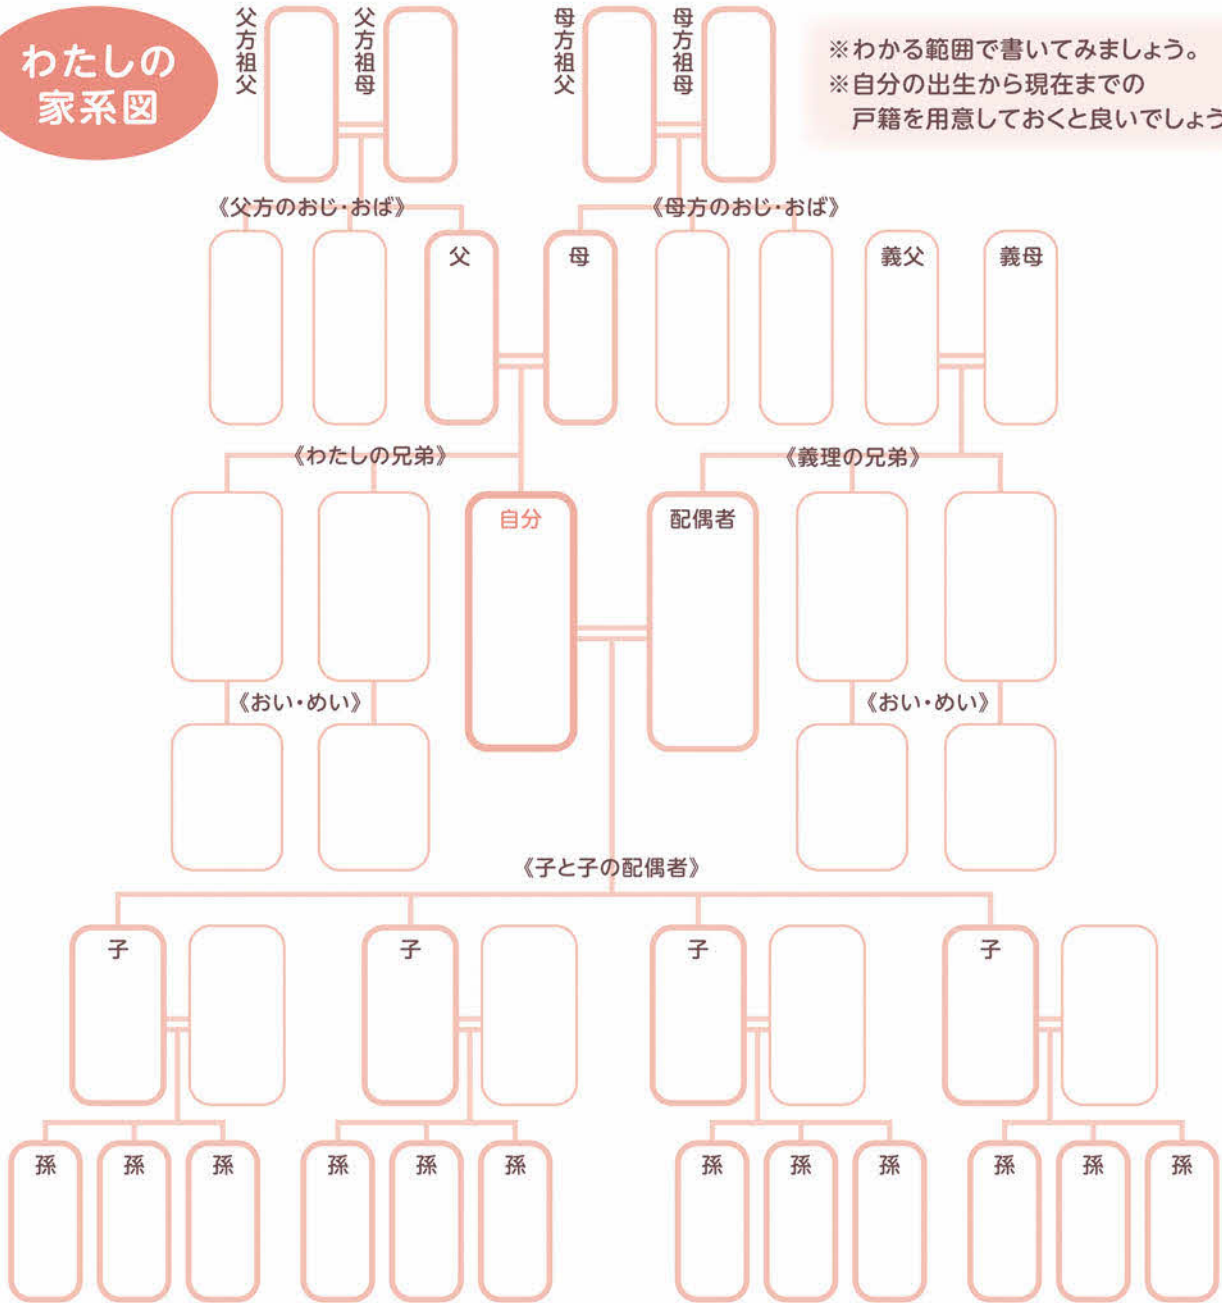 わたしの
家系図
父方祖父
父方祖母
母方祖父
母方祖母
※わかる範囲で書いてみましょう。
※自分の出生から現在までの
戸籍を用意しておくと良いでしょう
《父方のおじ・おば》
《母方のおじ・おば》
父
母
義父
義母
《わたしの兄弟》
《義理の兄弟》
自分
配偶者
《おい・めい》
《おい・めい》
《子と子の配偶者》
子
子
子
子
孫
孫
孫
孫
孫
孫
孫
孫
孫
孫
孫
孫